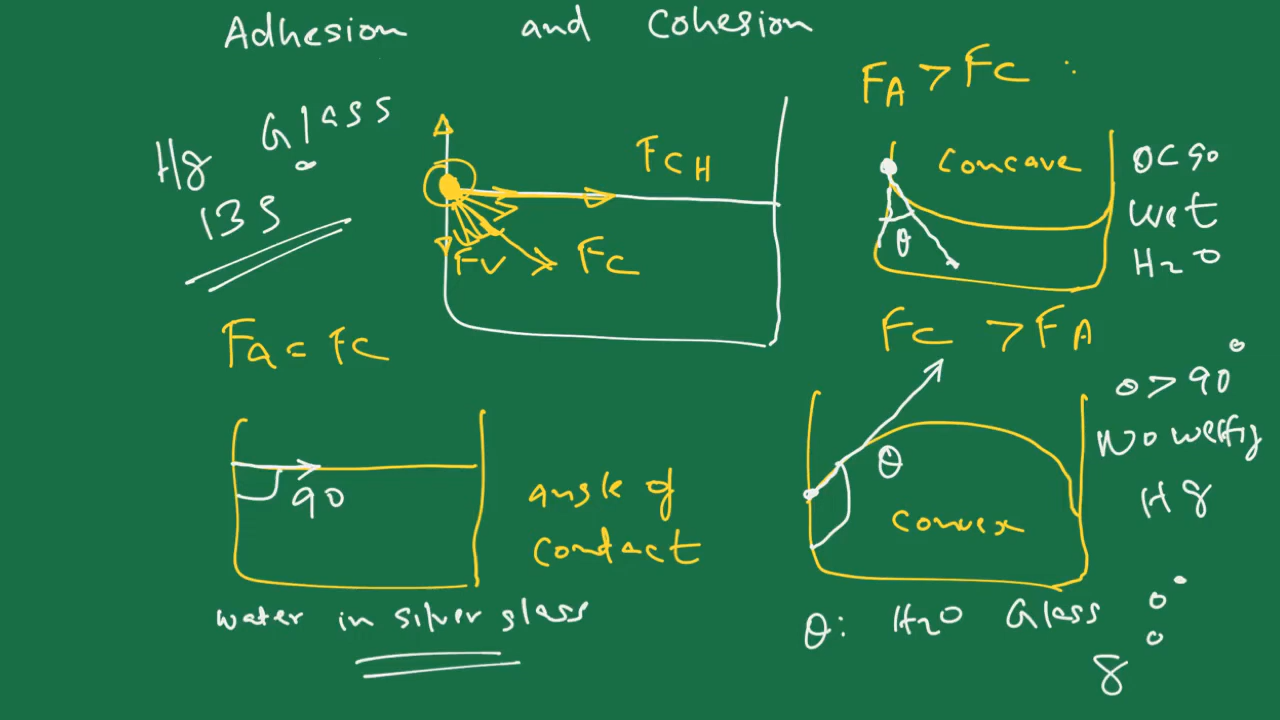 Adhesion and Cohesion
FA > FC :
Hg Glass
135
FCH
Concave
θ < 90
Wet
H2O
θ
FV
FC
Fa = FC
FC > FA
θ > 90°
No wetting
Hg
90
angle of
contact
θ
Convex
water in silver glass
θ: H2O Glass 0°
8°